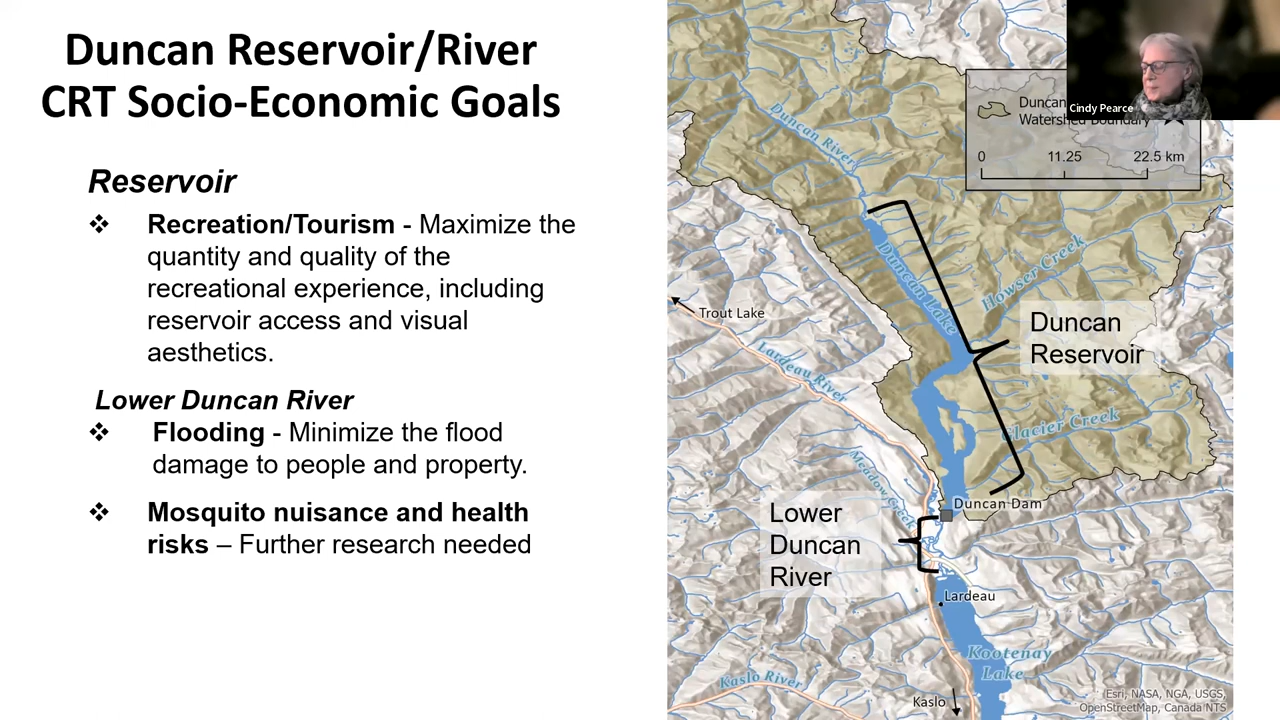 Duncan Reservoir/River
CRT Socio-Economic Goals
Reservoir
❖ Recreation/Tourism - Maximize the
quantity and quality of the
recreational experience, including
reservoir access and visual
aesthetics.
Lower Duncan River
❖ Flooding - Minimize the flood
damage to people and property.
❖ Mosquito nuisance and health
risks – Further research needed
Cindy Pearce
Duncan
Watershed Boundary
0 11.25 22.5 km
Duncan River
Duncan Lake
Howser Creek
Trout Lake
Lardeau River
Duncan
Reservoir
Glacier Creek
Meadow Creek
Duncan Dam
Lower
Duncan
River
Lardeau
Kootenay
Lake
Kaslo River
Kaslo
Esri, NASA, NGA, USGS,
OpenStreetMap, Canada NTS